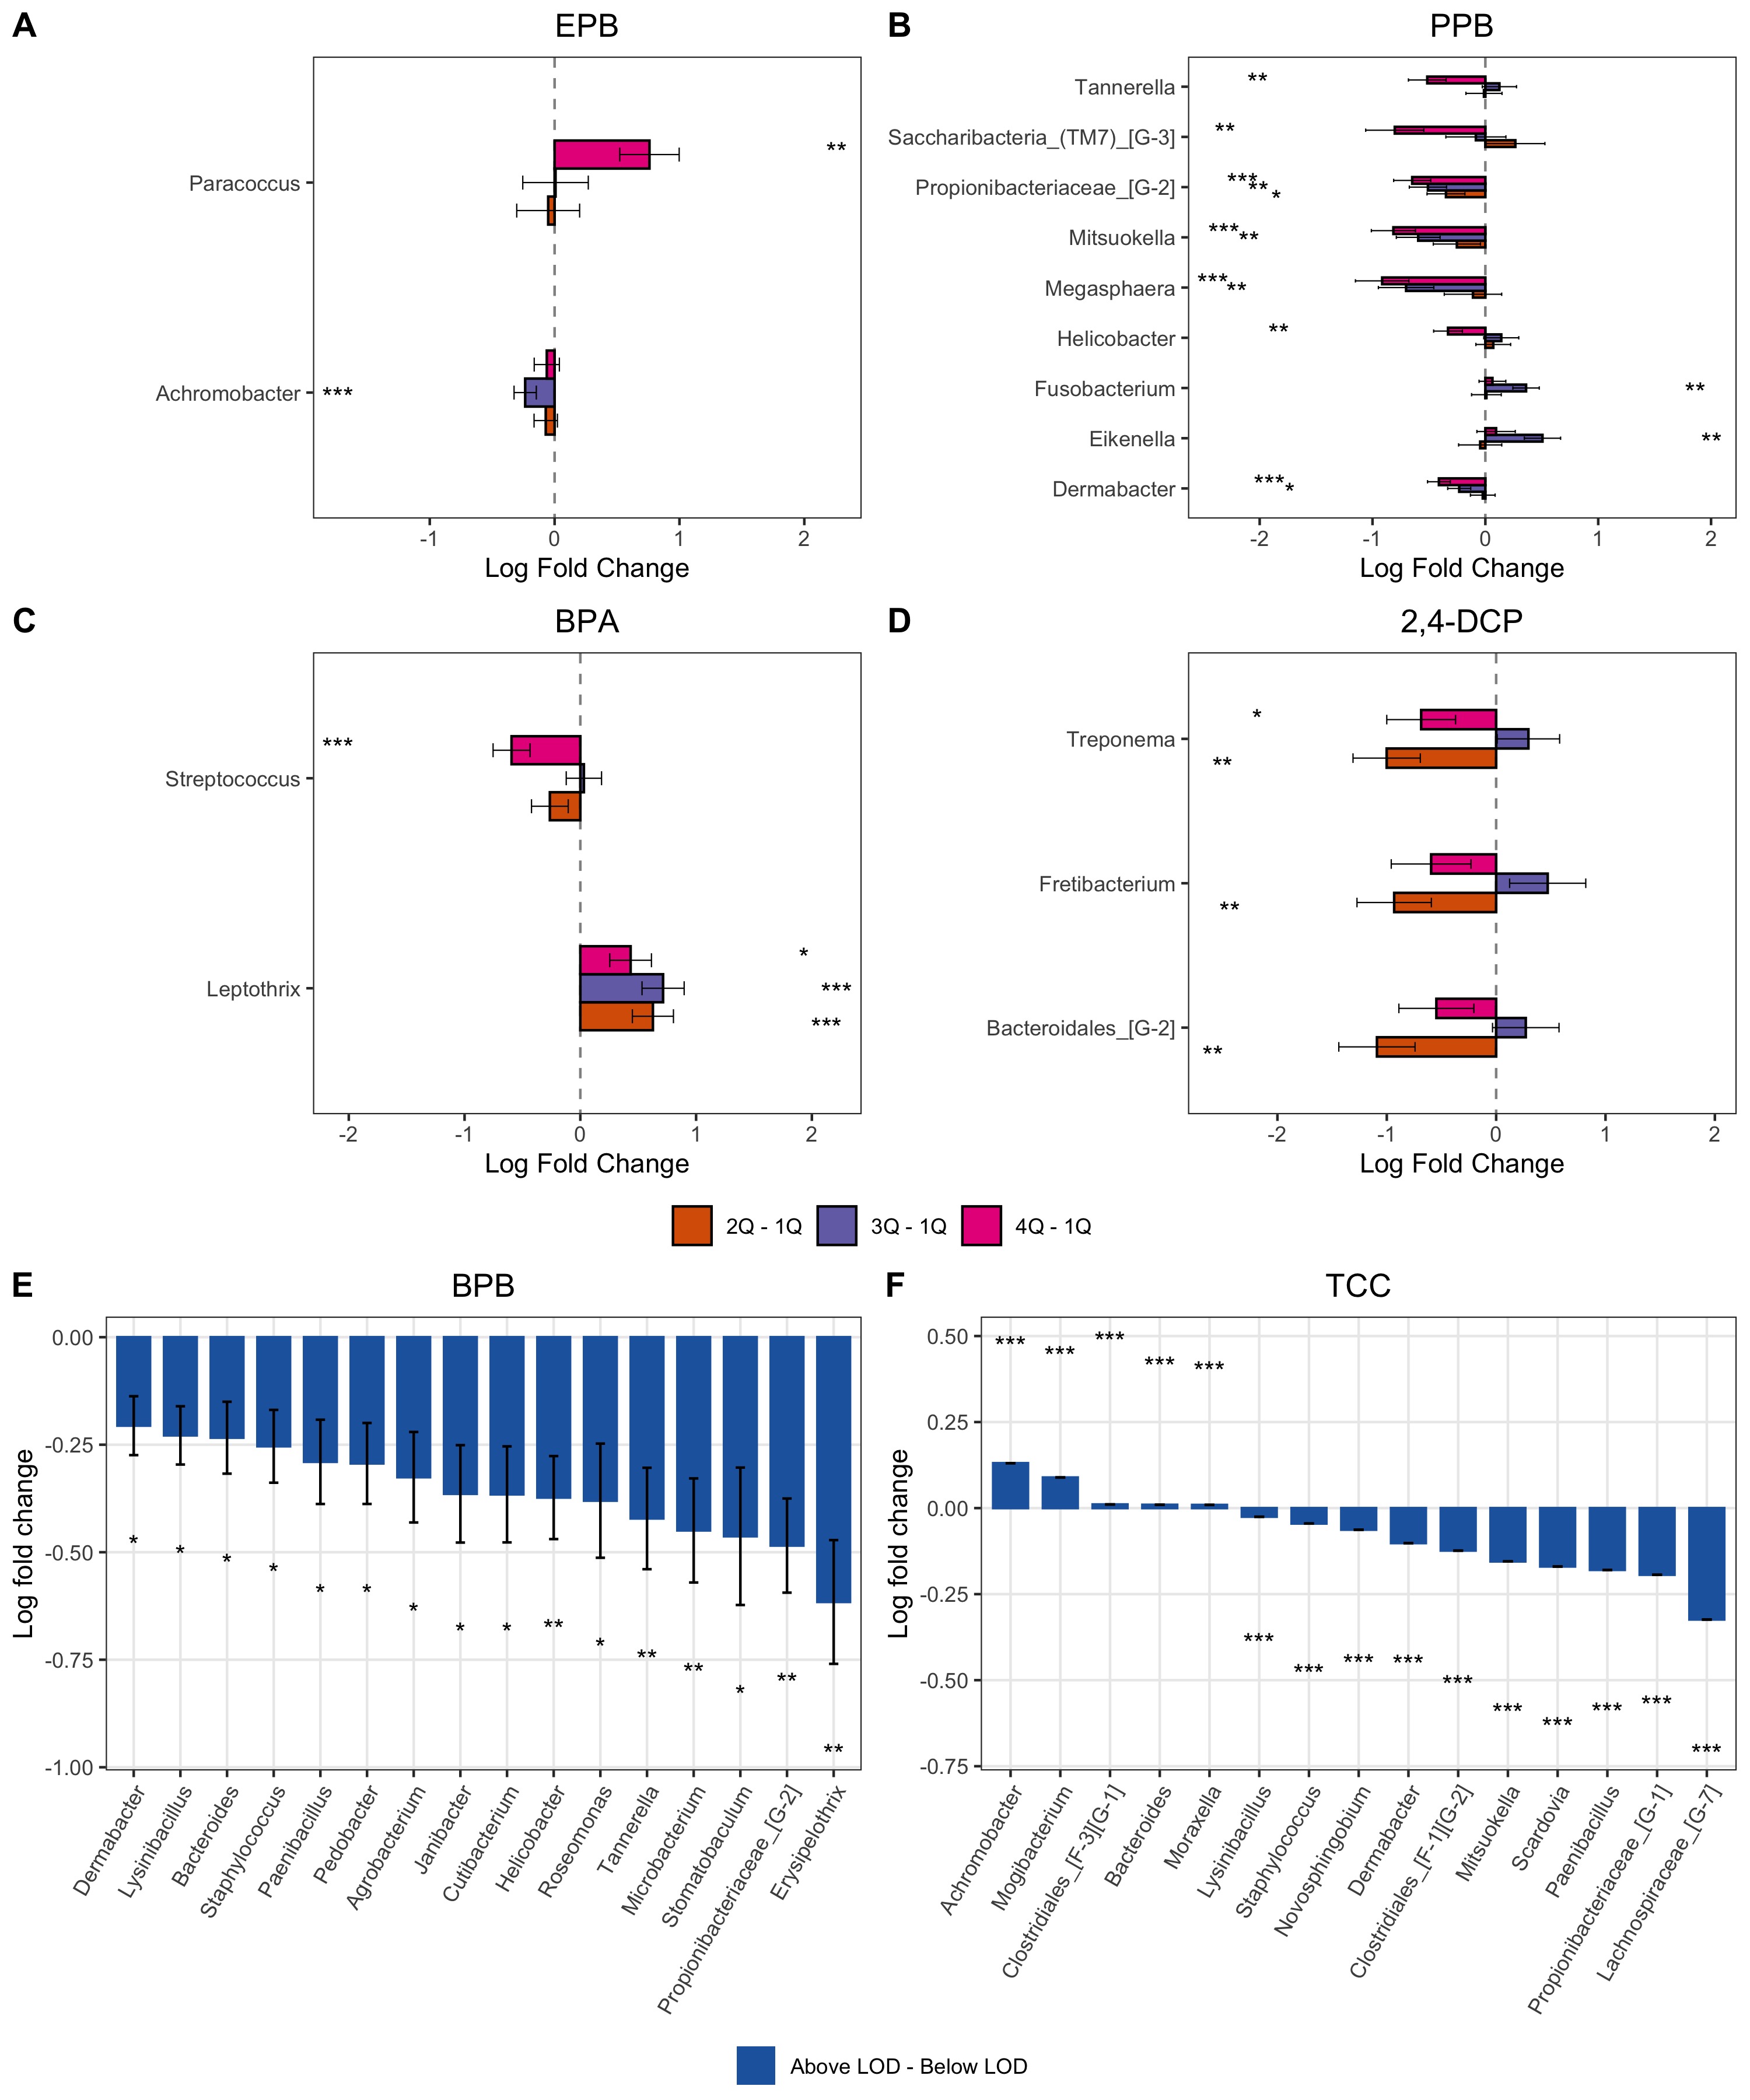 A
EPB
Paracoccus
**
Achromobacter
***
-1 0 1 2
Log Fold Change
B
PPB
Tannerella
**
Saccharibacteria_(TM7)_[G-3]
**
Propionibacteriaceae_[G-2]
***
**
*
Mitsuokella
***
**
Megasphaera
***
**
Helicobacter
**
Fusobacterium
**
Eikenella
**
Dermabacter
***
*
-2 -1 0 1 2
Log Fold Change
C
BPA
Streptococcus
***
Leptothrix
*
***
***
-2 -1 0 1 2
Log Fold Change
D
2,4-DCP
Treponema
*
**
Fretibacterium
**
Bacteroidales_[G-2]
**
-2 -1 0 1 2
Log Fold Change
2Q - 1Q 3Q - 1Q 4Q - 1Q
E
BPB
Log fold change
0.00
-0.25
-0.50
-0.75
-1.00
* * * * * * * * * ** * ** ** * ** **
Dermabacter
Lysinibacillus
Bacteroides
Staphylococcus
Paenibacillus
Pedobacter
Agrobacterium
Janibacter
Cutibacterium
Helicobacter
Roseomonas
Tannerella
Microbacterium
Stomatobaculum
Propionibacteriaceae_[G-2]
Erysipelothrix
F
TCC
Log fold change
0.50
0.25
0.00
-0.25
-0.50
-0.75
*** *** *** *** *** *** *** *** *** *** *** *** *** *** ***
Achromobacter
Mogibacterium
Clostridiales_[F-3][G-1]
Bacteroides
Moraxella
Lysinibacillus
Staphylococcus
Novosphingobium
Dermabacter
Clostridiales_[F-1][G-2]
Mitsuokella
Scardovia
Paenibacillus
Propionibacteriaceae_[G-1]
Lachnospiraceae_[G-7]
Above LOD - Below LOD